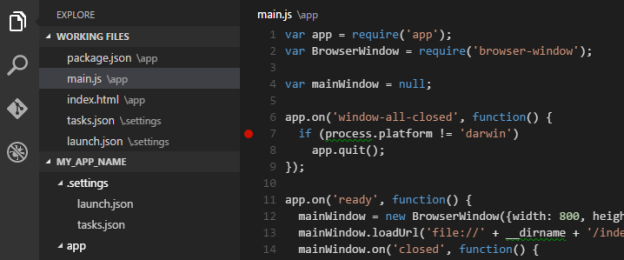 EXPLORE
WORKING FILES
package.json \app
main.js \app
index.html \app
tasks.json \settings
launch.json \settings
MY_APP_NAME
.settings
launch.json
tasks.json
app
main.js \app
1 var app = require('app');
2 var BrowserWindow = require('browser-window');
3
4 var mainWindow = null;
5
6 app.on('window-all-closed', function() {
7 if (process.platform != 'darwin')
8 app.quit();
9 });
10
11 app.on('ready', function() {
12 mainWindow = new BrowserWindow({width: 800, heigh
13 mainWindow.loadUrl('file://' + __dirname + '/inde
14 mainWindow.on('closed', function() {